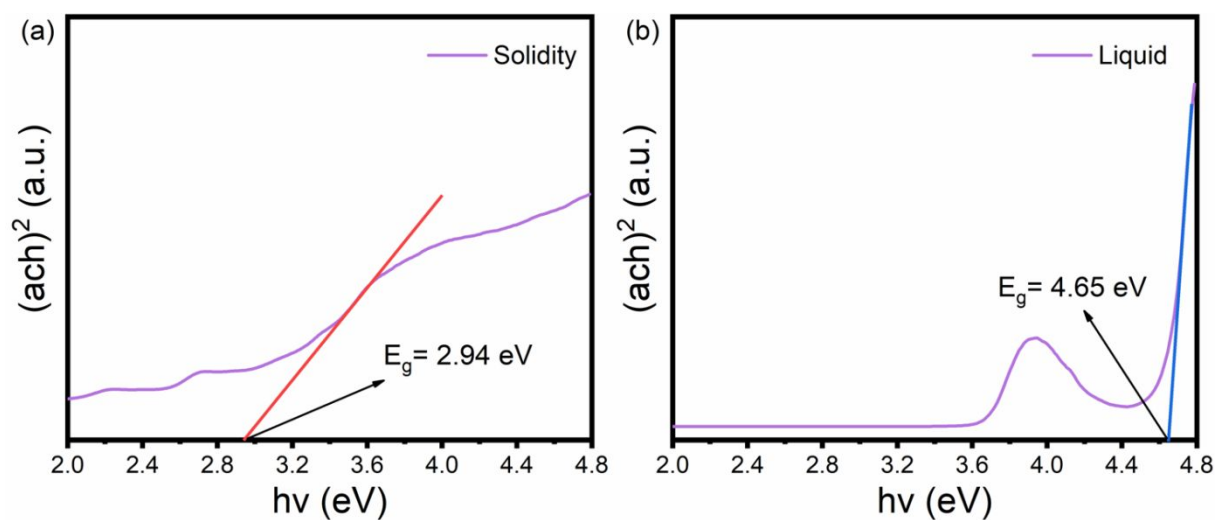 (a)
Solidity
(ach)² (a.u.)
E_g= 2.94 eV
2.0 2.4 2.8 3.2 3.6 4.0 4.4 4.8
hv (eV)
(b)
Liquid
(ach)² (a.u.)
E_g= 4.65 eV
2.0 2.4 2.8 3.2 3.6 4.0 4.4 4.8
hv (eV)